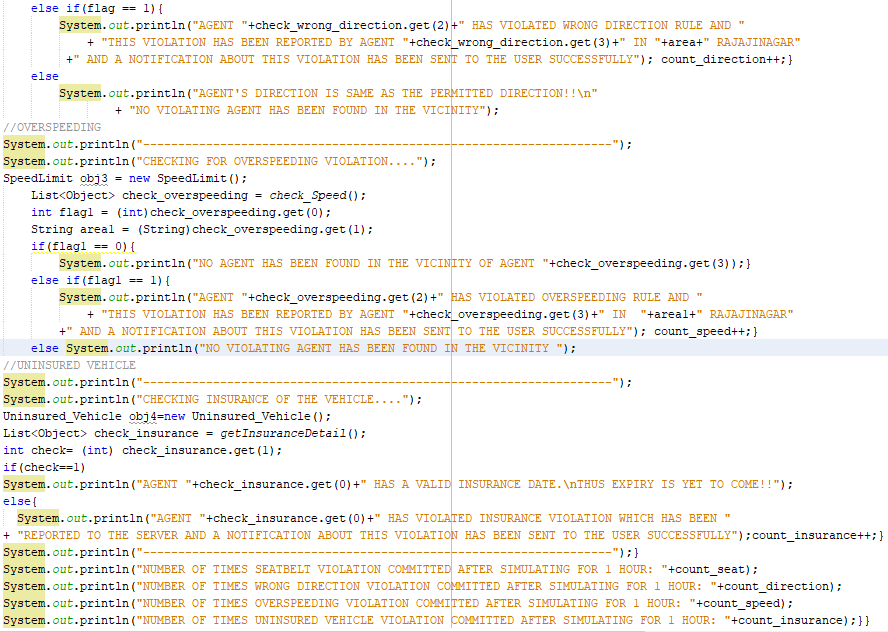 else if(flag == 1){
System.out.println("AGENT "+check_wrong_direction.get(2)+" HAS VIOLATED WRONG DIRECTION RULE AND "
+ "THIS VIOLATION HAS BEEN REPORTED BY AGENT "+check_wrong_direction.get(3)+" IN "+area+" RAJAJINAGAR"
+" AND A NOTIFICATION ABOUT THIS VIOLATION HAS BEEN SENT TO THE USER SUCCESSFULLY"); count_direction++;}
else
System.out.println("AGENT'S DIRECTION IS SAME AS THE PERMITTED DIRECTION!!\n"
+ "NO VIOLATING AGENT HAS BEEN FOUND IN THE VICINITY");
//OVERSPEEDING
System.out.println("-------------------------------------------------------------------");
System.out.println("CHECKING FOR OVERSPEEDING VIOLATION....");
SpeedLimit obj3 = new SpeedLimit();
List<Object> check_overspeeding = check_Speed();
int flag1 = (int)check_overspeeding.get(0);
String area1 = (String)check_overspeeding.get(1);
if(flag1 == 0){
System.out.println("NO AGENT HAS BEEN FOUND IN THE VICINITY OF AGENT "+check_overspeeding.get(3));}
else if(flag1 == 1){
System.out.println("AGENT "+check_overspeeding.get(2)+" HAS VIOLATED OVERSPEEDING RULE AND "
+ "THIS VIOLATION HAS BEEN REPORTED BY AGENT "+check_overspeeding.get(3)+" IN  "+area1+" RAJAJINAGAR"
+" AND A NOTIFICATION ABOUT THIS VIOLATION HAS BEEN SENT TO THE USER SUCCESSFULLY"); count_speed++;}
else System.out.println("NO VIOLATING AGENT HAS BEEN FOUND IN THE VICINITY ");
//UNINSURED VEHICLE
System.out.println("-------------------------------------------------------------------");
System.out.println("CHECKING INSURANCE OF THE VEHICLE....");
Uninsured_Vehicle obj4=new Uninsured_Vehicle();
List<Object> check_insurance = getInsuranceDetail();
int check= (int) check_insurance.get(1);
if(check==1)
System.out.println("AGENT "+check_insurance.get(0)+" HAS A VALID INSURANCE DATE.\nTHUS EXPIRY IS YET TO COME!!");
else{
System.out.println("AGENT "+check_insurance.get(0)+" HAS VIOLATED INSURANCE VIOLATION WHICH HAS BEEN "
+ "REPORTED TO THE SERVER AND A NOTIFICATION ABOUT THIS VIOLATION HAS BEEN SENT TO THE USER SUCCESSFULLY");count_insurance++;}
System.out.println("-------------------------------------------------------------------");}
System.out.println("NUMBER OF TIMES SEATBELT VIOLATION COMMITTED AFTER SIMULATING FOR 1 HOUR: "+count_seat);
System.out.println("NUMBER OF TIMES WRONG DIRECTION VIOLATION COMMITTED AFTER SIMULATING FOR 1 HOUR: "+count_direction);
System.out.println("NUMBER OF TIMES OVERSPEEDING VIOLATION COMMITTED AFTER SIMULATING FOR 1 HOUR: "+count_speed);
System.out.println("NUMBER OF TIMES UNINSURED VEHICLE VIOLATION COMMITTED AFTER SIMULATING FOR 1 HOUR: "+count_insurance);}}